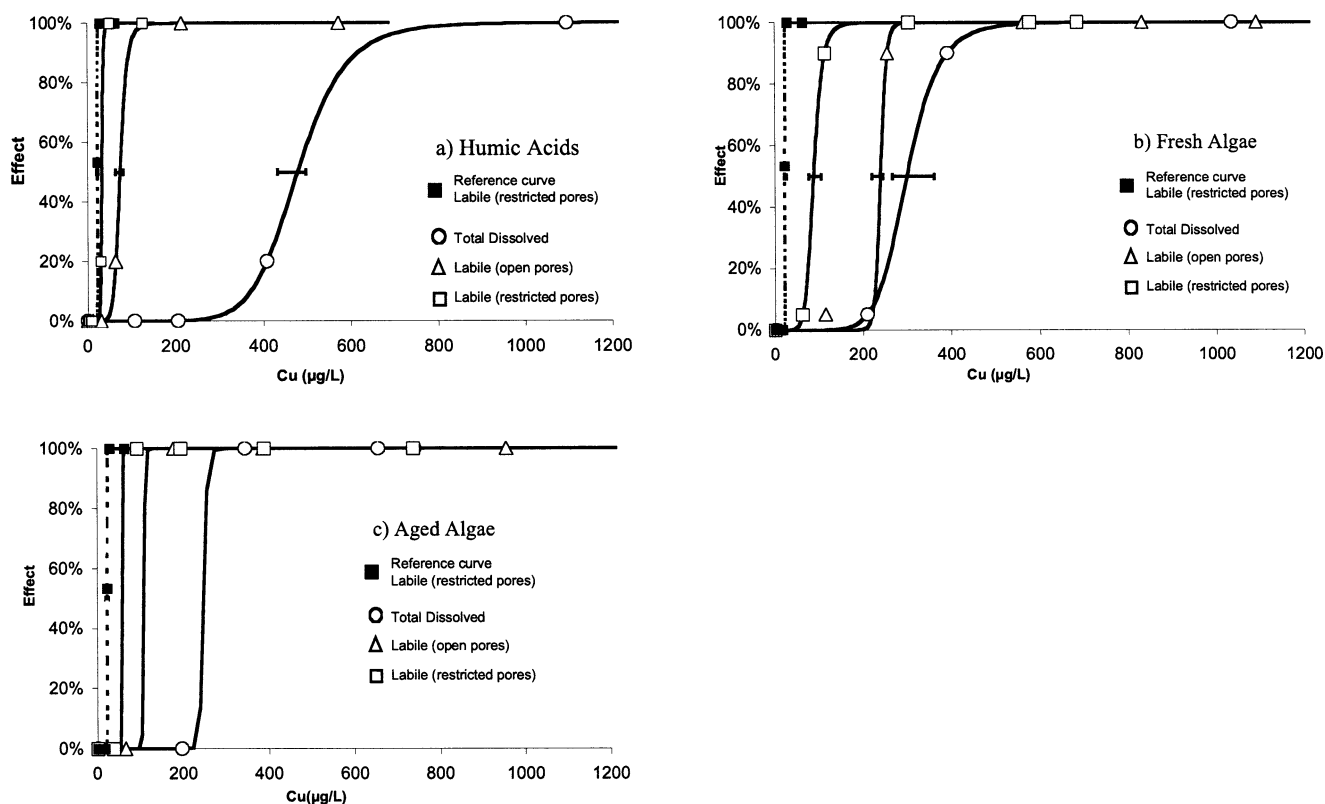 100%
80%
60%
40%
20%
0%
Effect
0
200
400
600
800
1000
1200
Cu (µg/L)
a) Humic Acids
Reference curve
Labile (restricted pores)
Total Dissolved
Labile (open pores)
Labile (restricted pores)
100%
80%
60%
40%
20%
0%
Effect
0
200
400
600
800
1000
1200
Cu (µg/L)
b) Fresh Algae
Reference curve
Labile (restricted pores)
Total Dissolved
Labile (open pores)
Labile (restricted pores)
100%
80%
60%
40%
20%
0%
Effect
0
200
400
600
800
1000
1200
Cu(µg/L)
c) Aged Algae
Reference curve
Labile (restricted pores)
Total Dissolved
Labile (open pores)
Labile (restricted pores)